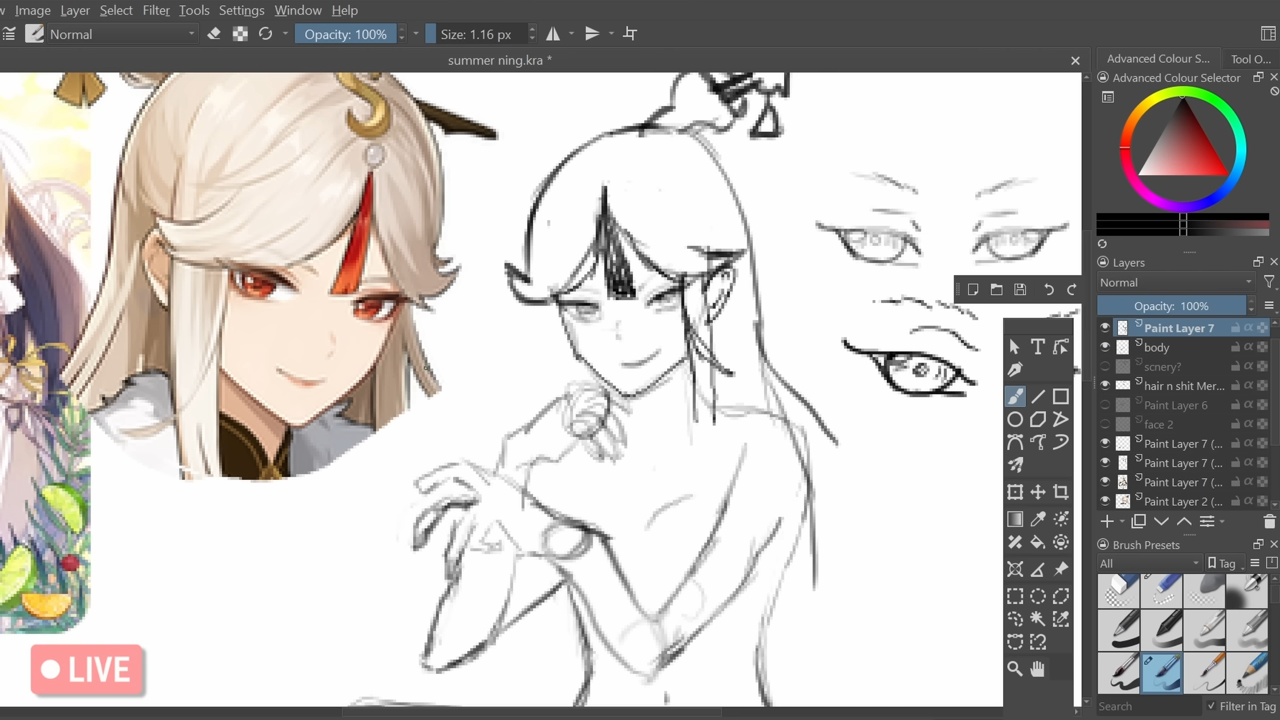 Image Layer Select Filter Tools Settings Window Help
Normal Opacity: 100% Size: 1.16 px
summer ning.kra *
Advanced Colour S... Tool O...
Advanced Colour Selector
Layers
Normal
Opacity: 100%
Paint Layer 7
body
scnery?
hair n shit Mer...
Paint Layer 6
face 2
Paint Layer 7 (...
Paint Layer 7 (...
Paint Layer 7 (...
Paint Layer 2 (...
Brush Presets
All Tag
Search Filter in Tag
LIVE